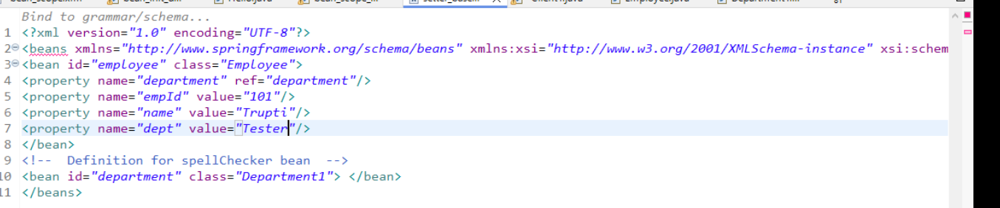 Bind to grammar/schema...
1 <?xml version="1.0" encoding="UTF-8"?>
2 <beans xmlns="http://www.springframework.org/schema/beans" xmlns:xsi="http://www.w3.org/2001/XMLSchema-instance" xsi:schem
3 <bean id="employee" class="Employee">
4 <property name="department" ref="department"/>
5 <property name="empId" value="101"/>
6 <property name="name" value="Trupti"/>
7 <property name="dept" value="Tester"/>
8 </bean>
9 <!-- Definition for spellChecker bean -->
10 <bean id="department" class="Department1"> </bean>
11 </beans>